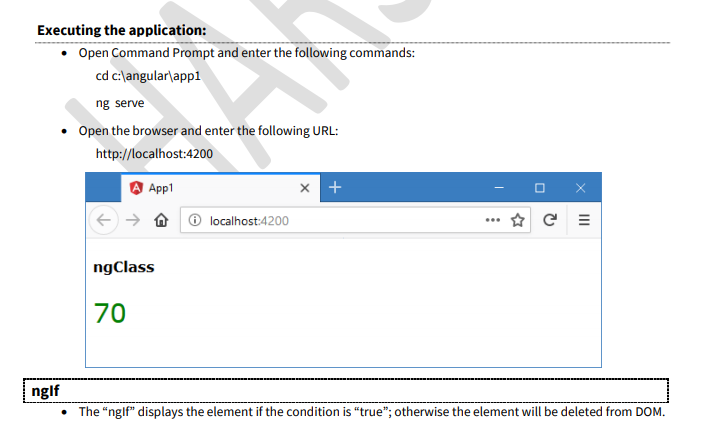 Executing the application:
• Open Command Prompt and enter the following commands:
cd c:\angular\app1
ng serve
• Open the browser and enter the following URL:
http://localhost:4200
App1
localhost:4200
ngClass
70
ngIf
• The “ngIf” displays the element if the condition is “true”; otherwise the element will be deleted from DOM.